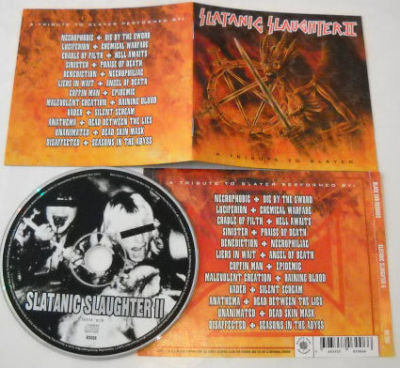 A TRIBUTE TO SLAYER PERFORMED BY:
NECROPHOBIC + DIE BY THE SWORD
LUCIFERION + CHEMICAL WARFARE
CRADLE OF FILTH + HELL AWAITS
SINISTER + PRAISE OF DEATH
BENEDICTION + NECROPHILIAC
LIERS IN WAIT + ANGEL OF DEATH
COFFIN MAN + EPIDEMIC
MALEVOLENT CREATION + RAINING BLOOD
VADER + SILENT SCREAM
ANATHEMA + DEAD BETWEEN THE LIES
UNANIMATED + DEAD SKIN MASK
DISAFFECTED + SEASONS IN THE ABYSS
SLATANIC SLAUGHTER II
A TRIBUTE TO SLAYER
SLATANIC SLAUGHTER II
A TRIBUTE TO SLAYER PERFORMED BY:
NECROPHOBIC + DIE BY THE SWORD
LUCIFERION + CHEMICAL WARFARE
CRADLE OF FILTH + HELL AWAITS
SINISTER + PRAISE OF DEATH
BENEDICTION + NECROPHILIAC
LIERS IN WAIT + ANGEL OF DEATH
COFFIN MAN + EPIDEMIC
MALEVOLENT CREATION + RAINING BLOOD
VADER + SILENT SCREAM
ANATHEMA + DEAD BETWEEN THE LIES
UNANIMATED + DEAD SKIN MASK
DISAFFECTED + SEASONS IN THE ABYSS
SLATANIC SLAUGHTER II